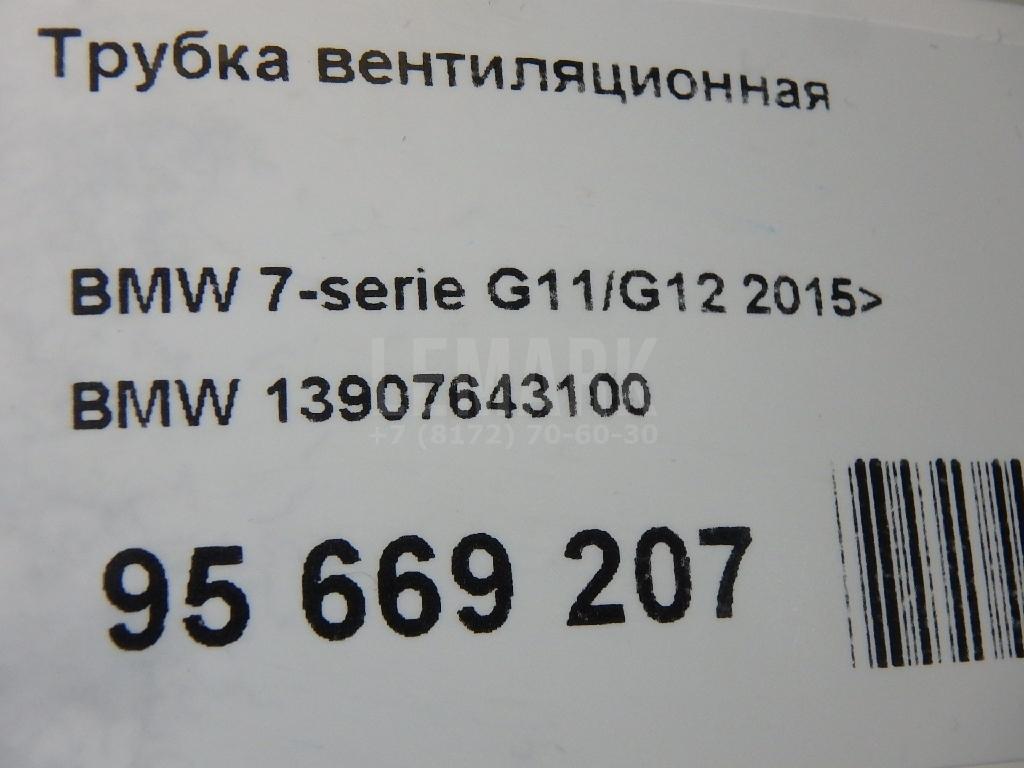 Трубка вентиляционная
BMW 7-serie G11/G12 2015>
LEMARK
BMW 13907643100
+7 (8172) 70-60-30
95 669 207